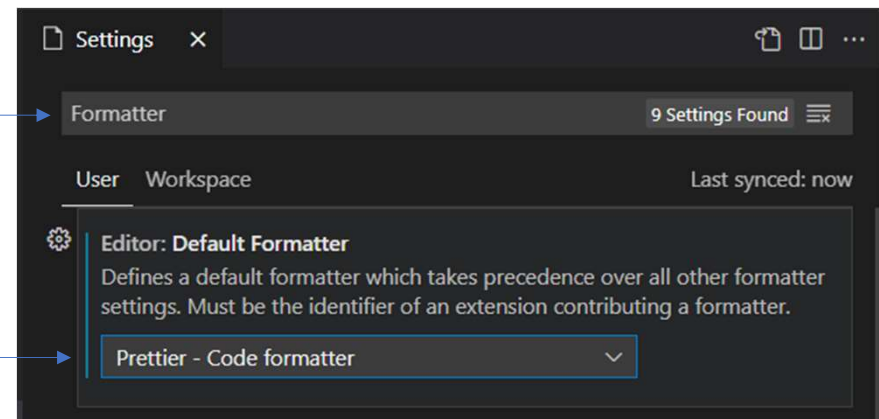 Settings
Formatter 9 Settings Found
User Workspace Last synced: now
Editor: Default Formatter
Defines a default formatter which takes precedence over all other formatter
settings. Must be the identifier of an extension contributing a formatter.
Prettier - Code formatter